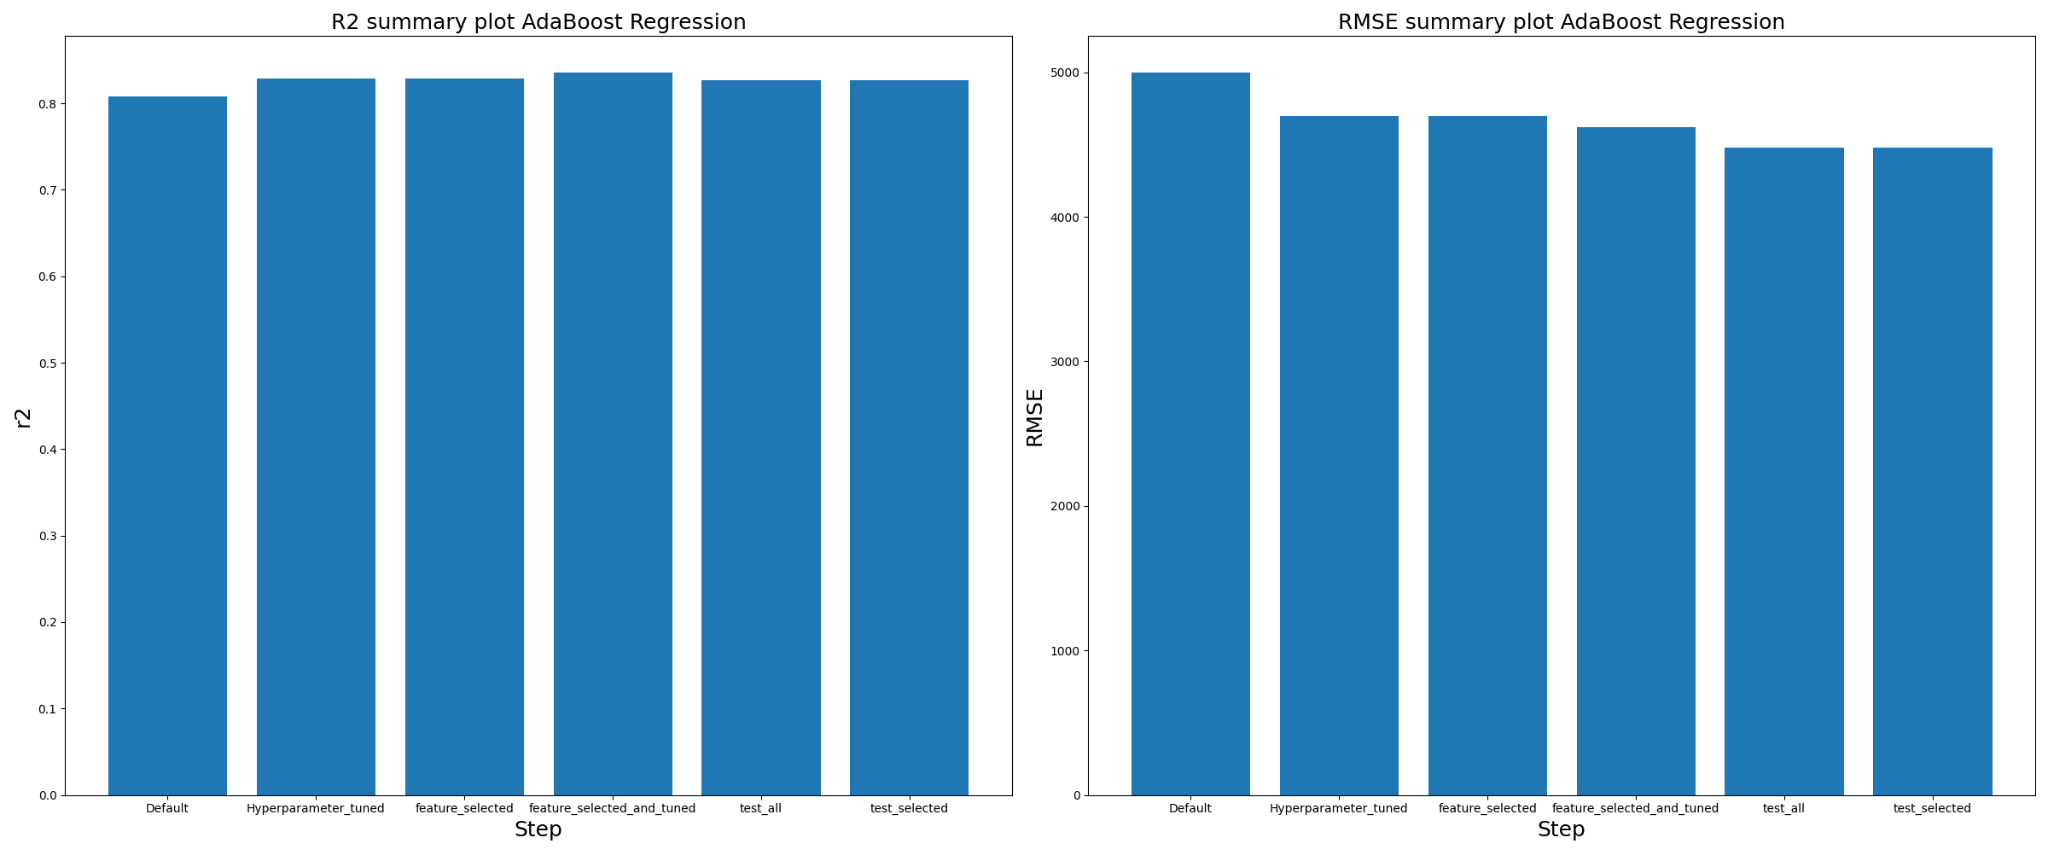 R2 summary plot AdaBoost Regression
0.8
0.7
0.6
0.5
0.4
0.3
0.2
0.1
0.0
r2
Default Hyperparameter_tuned feature_selected feature_selected_and_tuned test_all test_selected
Step
RMSE summary plot AdaBoost Regression
5000
4000
3000
2000
1000
0
RMSE
Default Hyperparameter_tuned feature_selected feature_selected_and_tuned test_all test_selected
Step